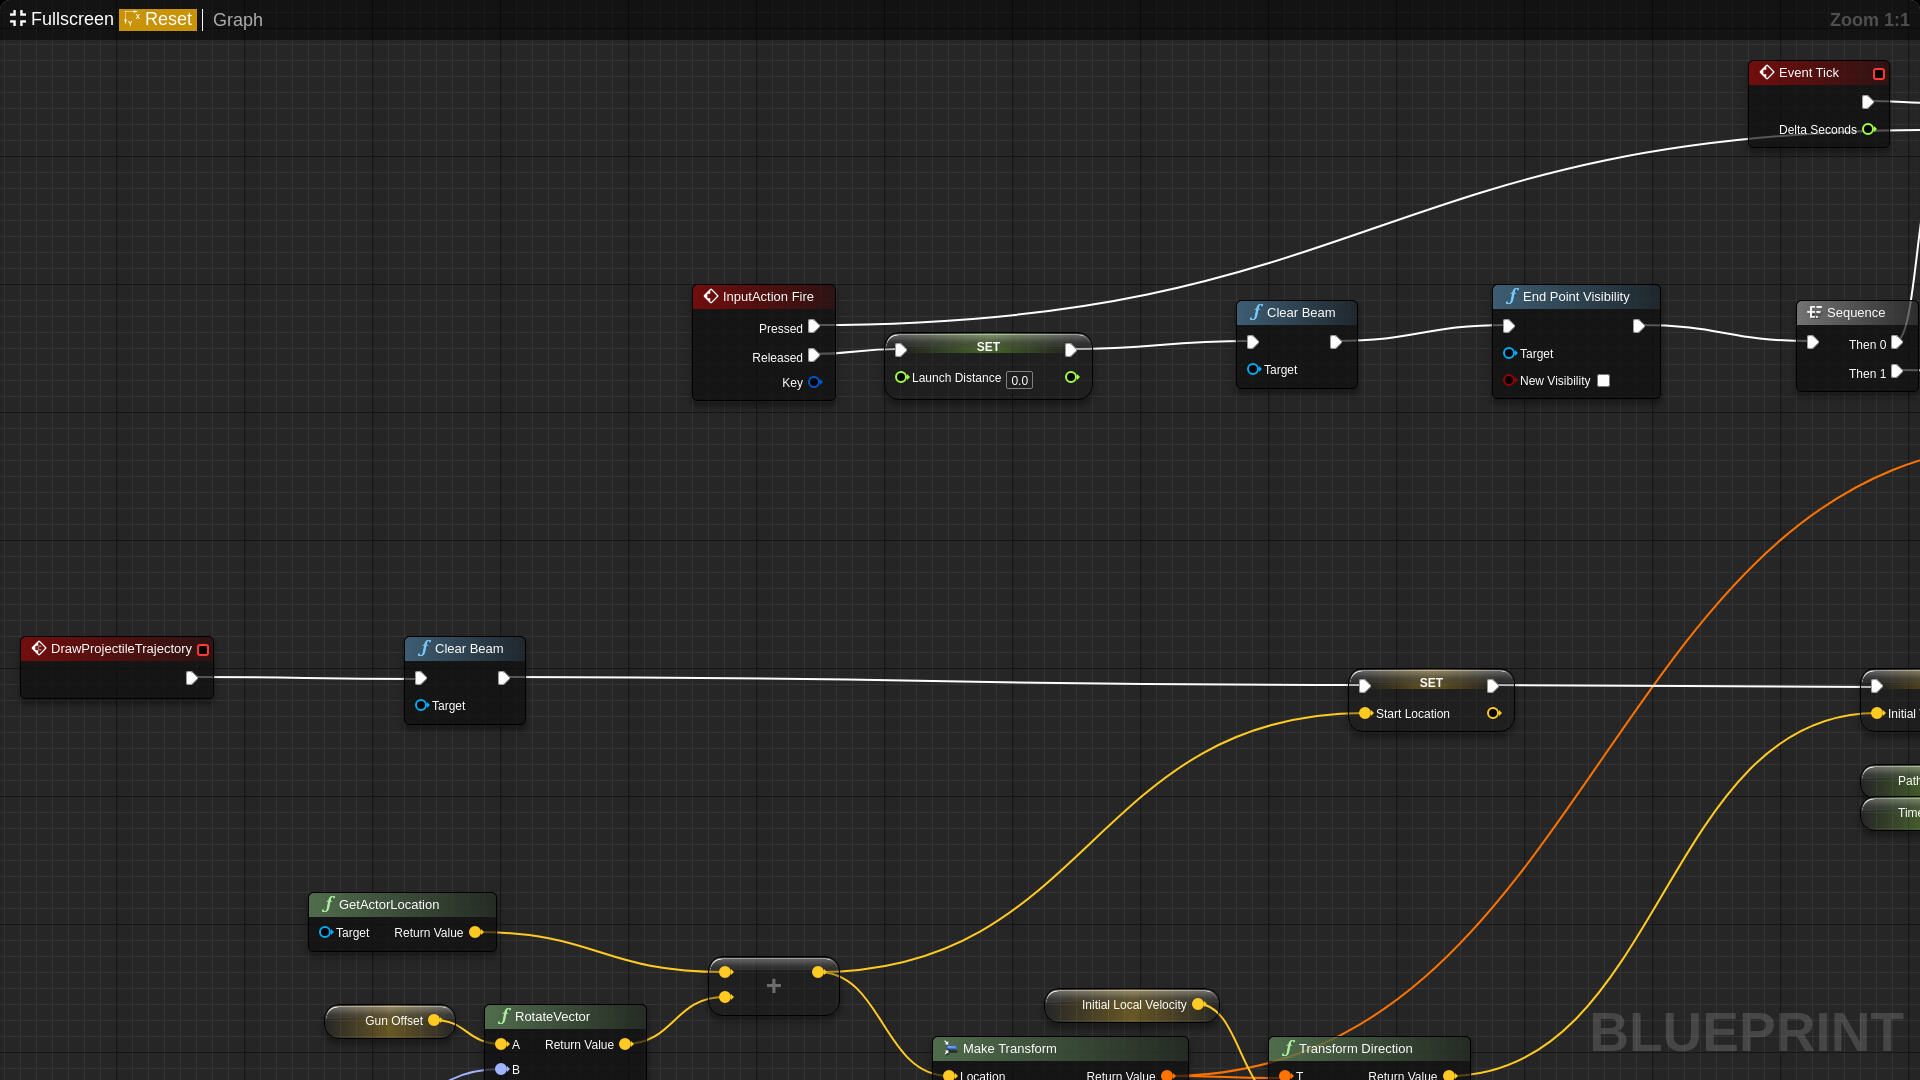 Fullscreen Reset Graph Zoom 1:1
Event Tick
Delta Seconds
InputAction Fire
Pressed
Released
Key
SET
Launch Distance 0.0
Clear Beam
Target
End Point Visibility
Target
New Visibility
Sequence
Then 0
Then 1
DrawProjectileTrajectory
Clear Beam
Target
SET
Start Location
Initial
Path
Time
GetActorLocation
Target Return Value
+
Gun Offset
RotateVector
A Return Value
B
Initial Local Velocity
Make Transform
Location Return Value
Transform Direction
T Return Value
BLUEPRINT